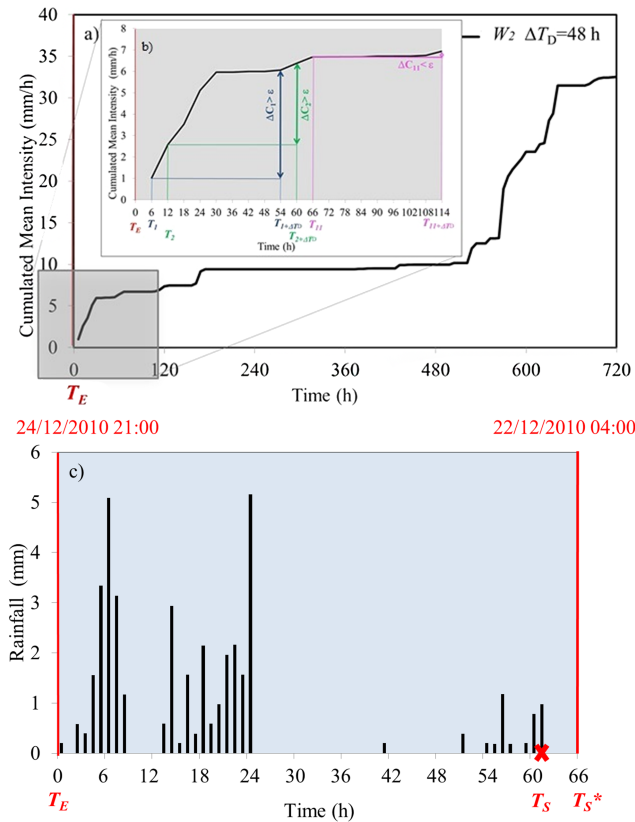 a)
W2 ΔTD=48 h
Cumulated Mean Intensity (mm/h)
40
35
30
25
20
15
10
5
0
b)
Cumulated Mean Intensity (mm/h)
8
7
6
5
4
3
2
1
0
ΔC1>ε
ΔC2>ε
ΔC11<ε
0 6 12 18 24 30 36 42 48 54 60 66 72 78 84 90 96 102 108 114
TE T1 T2 T1+ΔTD T2+ΔTD T11 T11+ΔTD
Time (h)
0 120 240 360 480 600 720
TE
Time (h)
24/12/2010 21:00 22/12/2010 04:00
c)
Rainfall (mm)
6
5
4
3
2
1
0
0 6 12 18 24 30 36 42 48 54 60 66
TE TS TS*
Time (h)